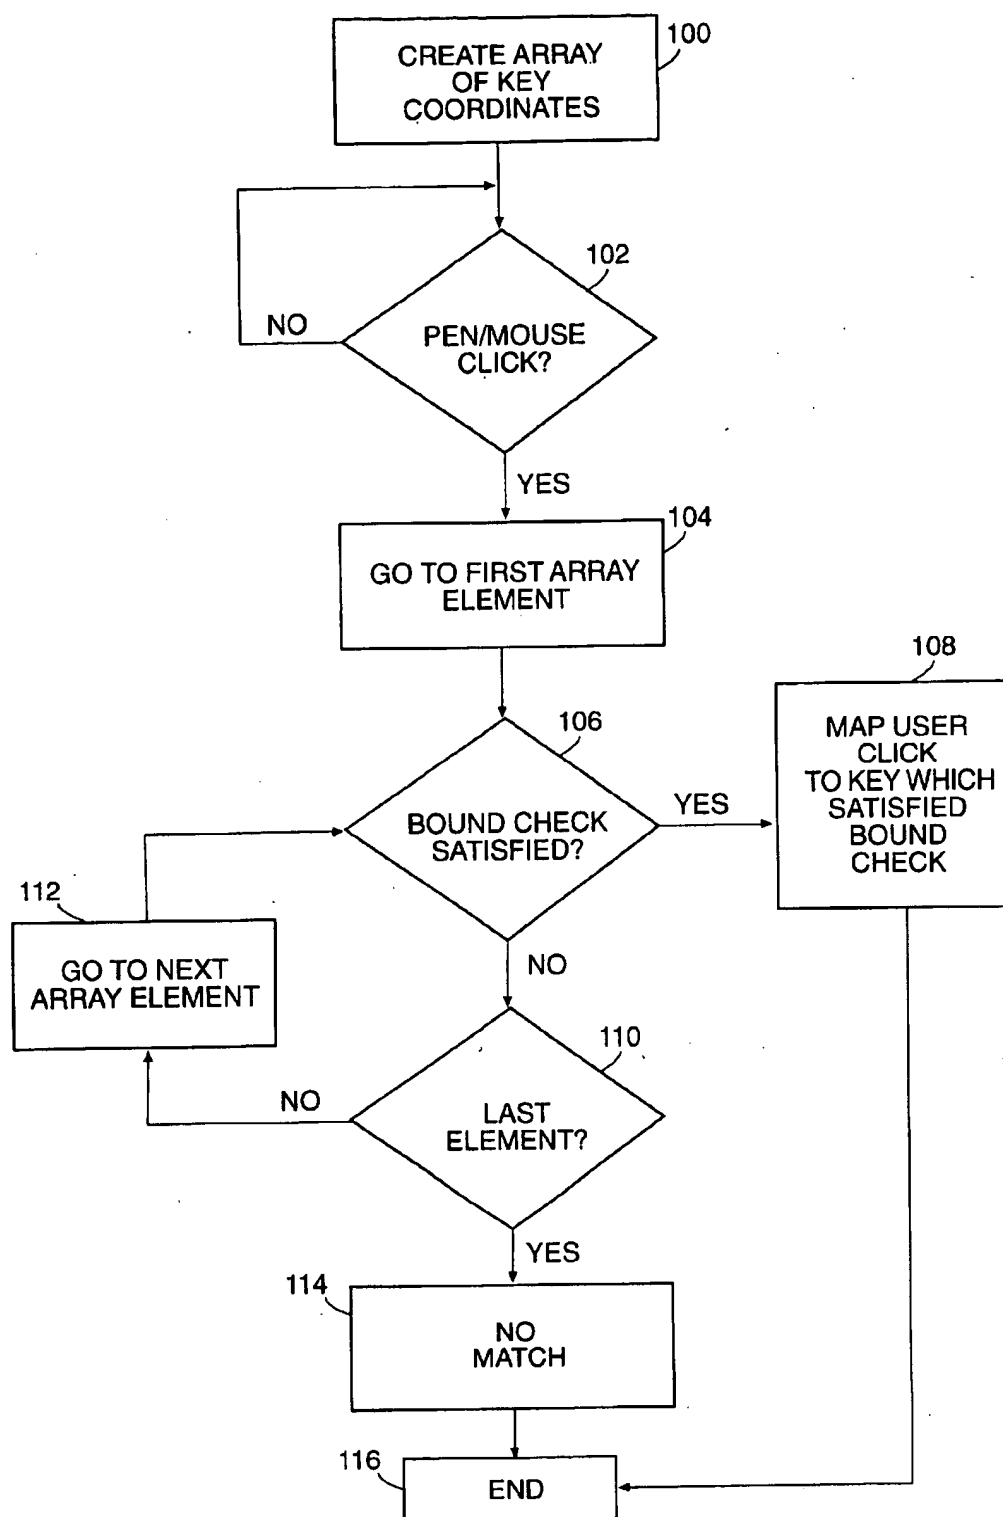 CREATE ARRAY
OF KEY
COORDINATES
100
102
PEN/MOUSE
CLICK?
NO
YES
104
GO TO FIRST ARRAY
ELEMENT
106
BOUND CHECK
SATISFIED?
YES
108
MAP USER
CLICK
TO KEY WHICH
SATISFIED
BOUND
CHECK
112
GO TO NEXT
ARRAY ELEMENT
NO
110
LAST
ELEMENT?
NO
YES
114
NO
MATCH
116
END